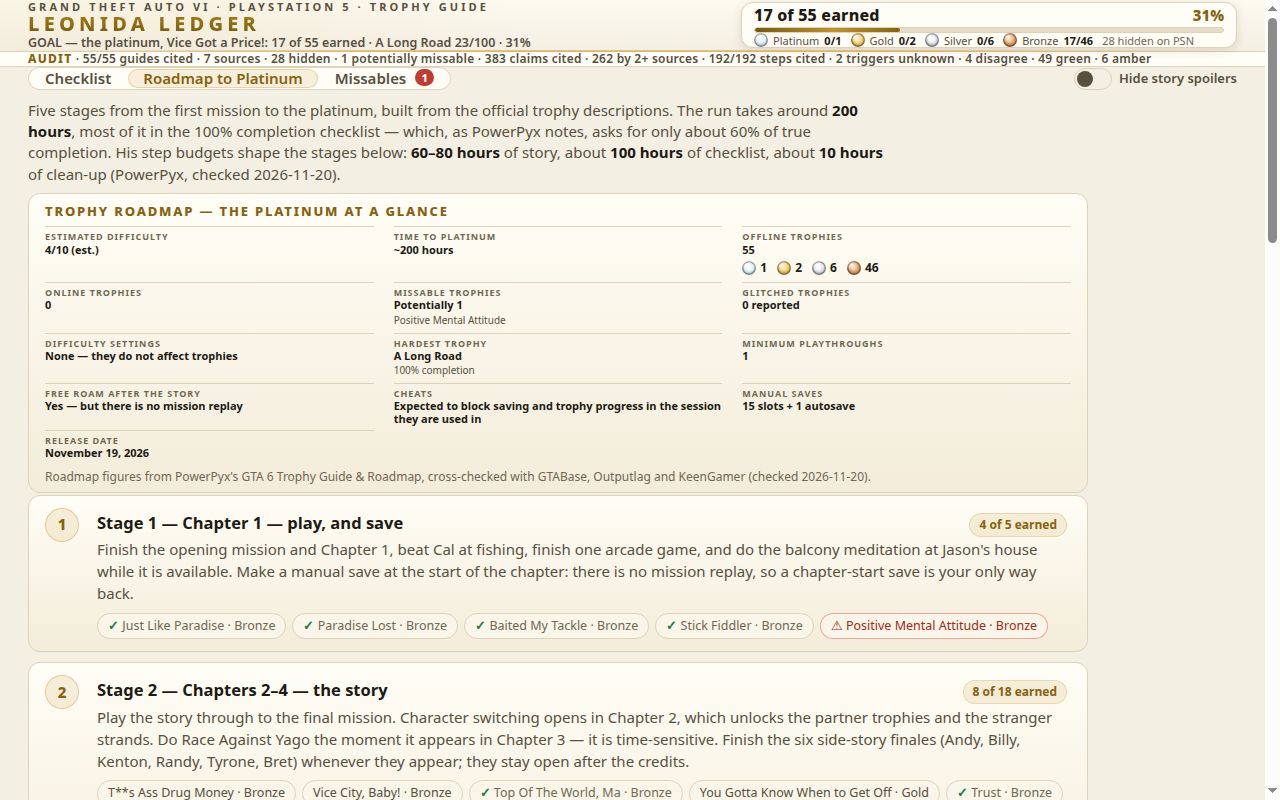 GRAND THEFT AUTO VI · PLAYSTATION 5 · TROPHY GUIDE
LEONIDA LEDGER
GOAL — the platinum, Vice Got a Price!: 17 of 55 earned · A Long Road 23/100 · 31%
17 of 55 earned 31%
Platinum 0/1 Gold 0/2 Silver 0/6 Bronze 17/46 28 hidden on PSN
AUDIT · 55/55 guides cited · 7 sources · 28 hidden · 1 potentially missable · 383 claims cited · 262 by 2+ sources · 192/192 steps cited · 2 triggers unknown · 4 disagree · 49 green · 6 amber
Checklist Roadmap to Platinum Missables 1 Hide story spoilers
Five stages from the first mission to the platinum, built from the official trophy descriptions. The run takes around 200
hours, most of it in the 100% completion checklist — which, as PowerPyx notes, asks for only about 60% of true
completion. His step budgets shape the stages below: 60–80 hours of story, about 100 hours of checklist, about 10 hours
of clean-up (PowerPyx, checked 2026-11-20).
TROPHY ROADMAP — THE PLATINUM AT A GLANCE
ESTIMATED DIFFICULTY
4/10 (est.)
TIME TO PLATINUM
~200 hours
OFFLINE TROPHIES
55
1 2 6 46
ONLINE TROPHIES
0
MISSABLE TROPHIES
Potentially 1
Positive Mental Attitude
GLITCHED TROPHIES
0 reported
DIFFICULTY SETTINGS
None — they do not affect trophies
HARDEST TROPHY
A Long Road
100% completion
MINIMUM PLAYTHROUGHS
1
FREE ROAM AFTER THE STORY
Yes — but there is no mission replay
CHEATS
Expected to block saving and trophy progress in the session
they are used in
MANUAL SAVES
15 slots + 1 autosave
RELEASE DATE
November 19, 2026
Roadmap figures from PowerPyx's GTA 6 Trophy Guide & Roadmap, cross-checked with GTABase, Outputlag and KeenGamer (checked 2026-11-20).
1 Stage 1 — Chapter 1 — play, and save 4 of 5 earned
Finish the opening mission and Chapter 1, beat Cal at fishing, finish one arcade game, and do the balcony meditation at Jason's house
while it is available. Make a manual save at the start of the chapter: there is no mission replay, so a chapter-start save is your only way
back.
✓ Just Like Paradise · Bronze ✓ Paradise Lost · Bronze ✓ Baited My Tackle · Bronze ✓ Stick Fiddler · Bronze ⚠ Positive Mental Attitude · Bronze
2 Stage 2 — Chapters 2–4 — the story 8 of 18 earned
Play the story through to the final mission. Character switching opens in Chapter 2, which unlocks the partner trophies and the stranger
strands. Do Race Against Yago the moment it appears in Chapter 3 — it is time-sensitive. Finish the six side-story finales (Andy, Billy,
Kenton, Randy, Tyrone, Bret) whenever they appear; they stay open after the credits.
T**s Ass Drug Money · Bronze Vice City, Baby! · Bronze ✓ Top Of The World, Ma · Bronze You Gotta Know When to Get Off · Gold ✓ Trust · Bronze